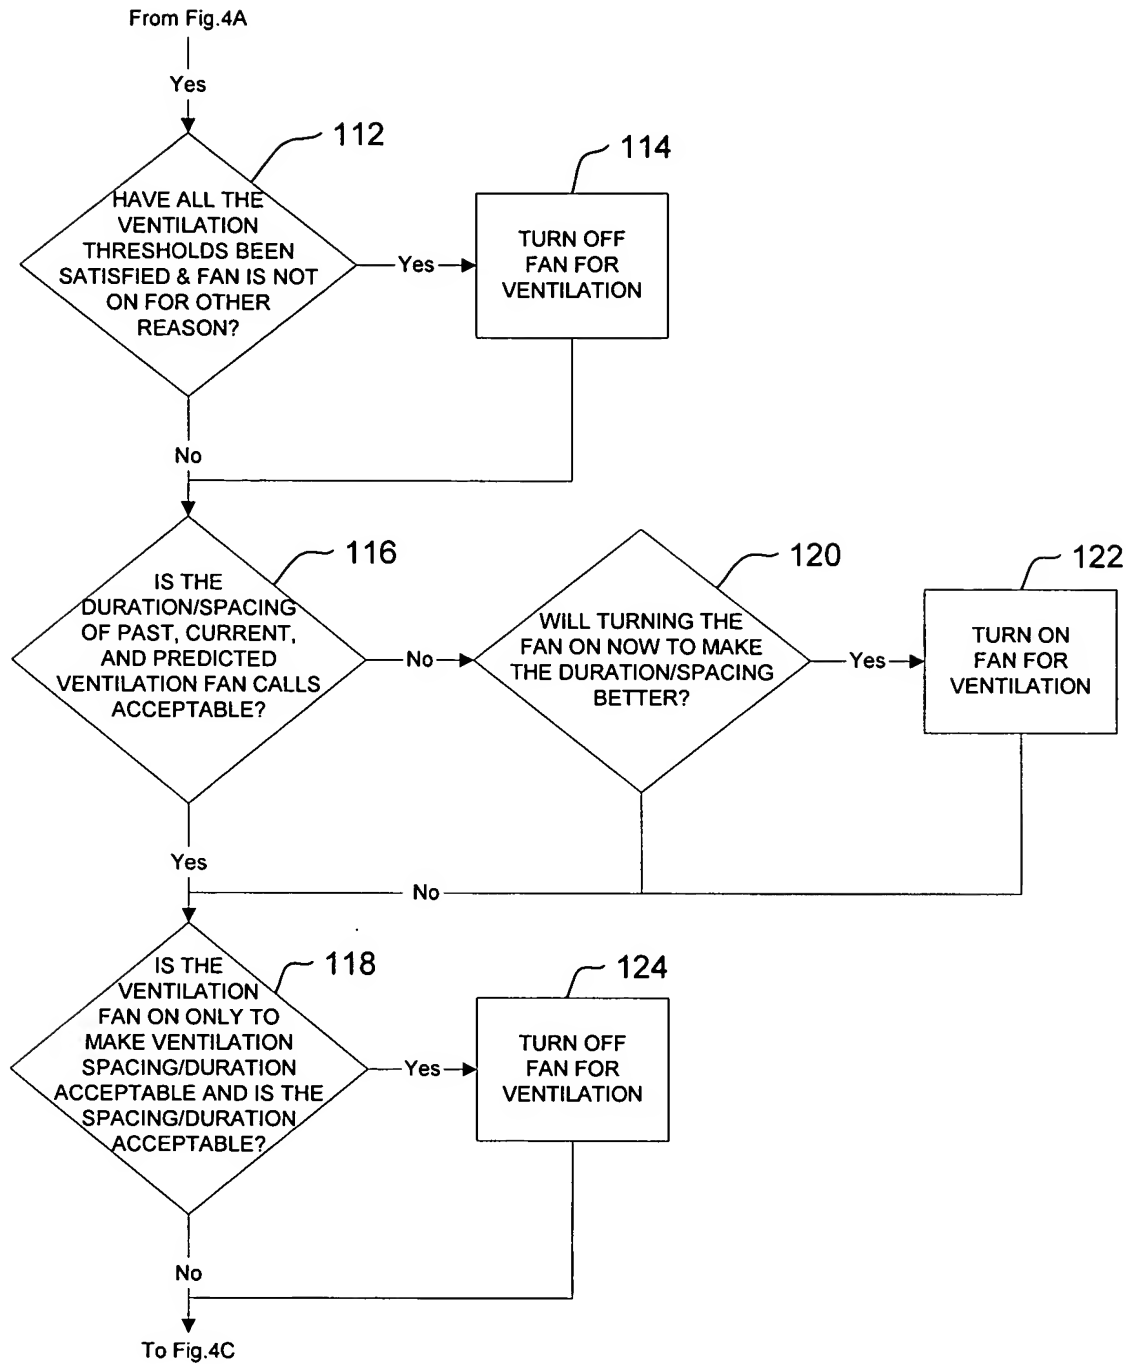 From Fig.4A
Yes
112
HAVE ALL THE
VENTILATION
THRESHOLDS BEEN
SATISFIED & FAN IS NOT
ON FOR OTHER
REASON?
Yes
114
TURN OFF
FAN FOR
VENTILATION
No
116
IS THE
DURATION/SPACING
OF PAST, CURRENT,
AND PREDICTED
VENTILATION FAN CALLS
ACCEPTABLE?
No
120
WILL TURNING THE
FAN ON NOW TO MAKE
THE DURATION/SPACING
BETTER?
Yes
122
TURN ON
FAN FOR
VENTILATION
Yes
No
118
IS THE
VENTILATION
FAN ON ONLY TO
MAKE VENTILATION
SPACING/DURATION
ACCEPTABLE AND IS THE
SPACING/DURATION
ACCEPTABLE?
Yes
124
TURN OFF
FAN FOR
VENTILATION
No
To Fig.4C